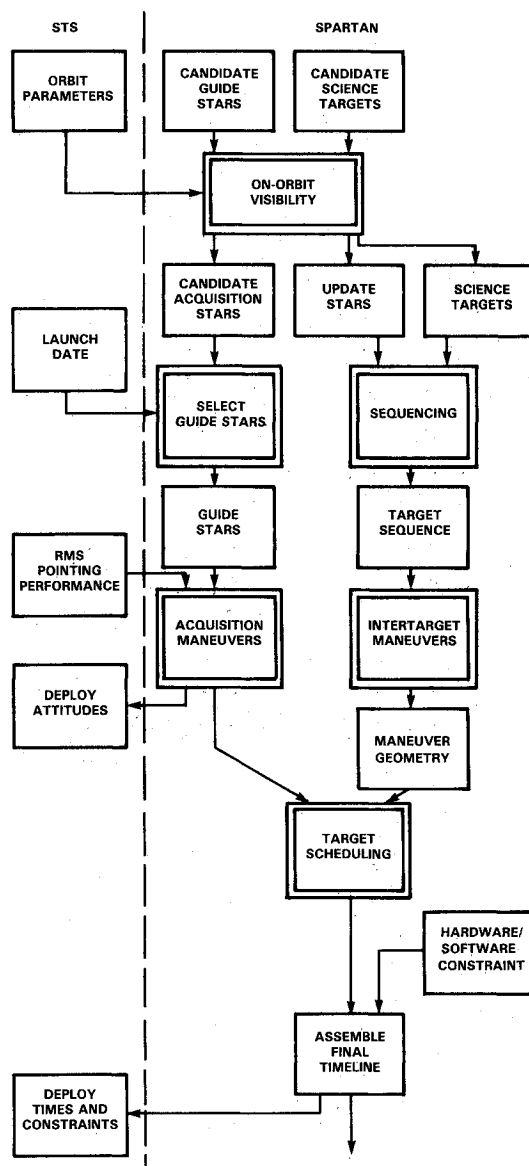 STS
SPARTAN
ORBIT
PARAMETERS
CANDIDATE
GUIDE
STARS
CANDIDATE
SCIENCE
TARGETS
ON-ORBIT
VISIBILITY
CANDIDATE
ACQUISITION
STARS
UPDATE
STARS
SCIENCE
TARGETS
LAUNCH
DATE
SELECT
GUIDE STARS
SEQUENCING
GUIDE
STARS
TARGET
SEQUENCE
RMS
POINTING
PERFORMANCE
ACQUISITION
MANEUVERS
INTERTARGET
MANEUVERS
DEPLOY
ATTITUDES
MANEUVER
GEOMETRY
TARGET
SCHEDULING
HARDWARE/
SOFTWARE
CONSTRAINT
ASSEMBLE
FINAL
TIMELINE
DEPLOY
TIMES AND
CONSTRAINTS